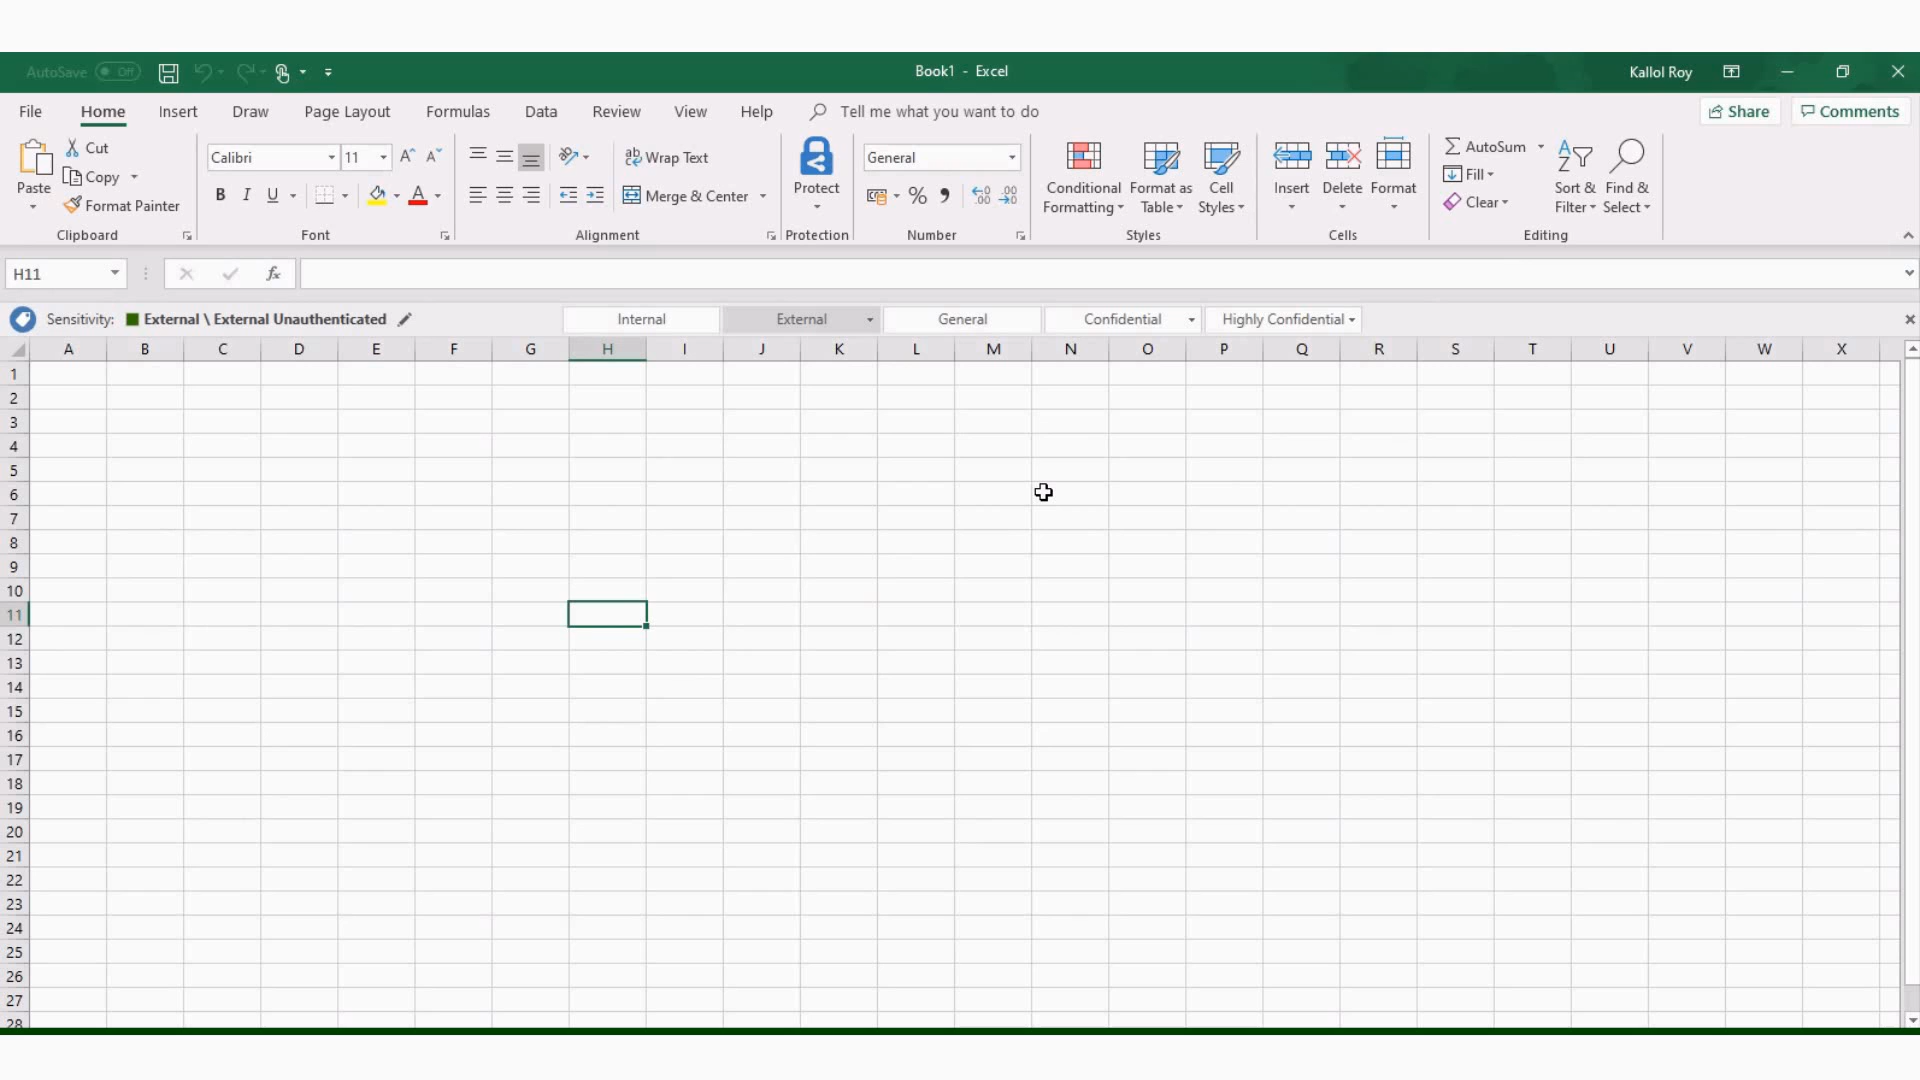 AutoSave Off
Book1 - Excel
Kallol Roy
File Home Insert Draw Page Layout Formulas Data Review View Help Tell me what you want to do Share Comments
Paste
Cut
Copy
Format Painter
Clipboard
Calibri 11
B I U A
Font
ab Wrap Text
Merge & Center
Alignment
Protect
Protection
General
% , .00 .00
Number
Conditional Formatting
Format as Table
Cell Styles
Styles
Insert
Delete
Format
Cells
AutoSum
Fill
Clear
Sort & Filter
Find & Select
Editing
H11 fx
Sensitivity: External \ External Unauthenticated Internal External General Confidential Highly Confidential
A B C D E F G H I J K L M N O P Q R S T U V W X
1
2
3
4
5
6
7
8
9
10
11
12
13
14
15
16
17
18
19
20
21
22
23
24
25
26
27
28